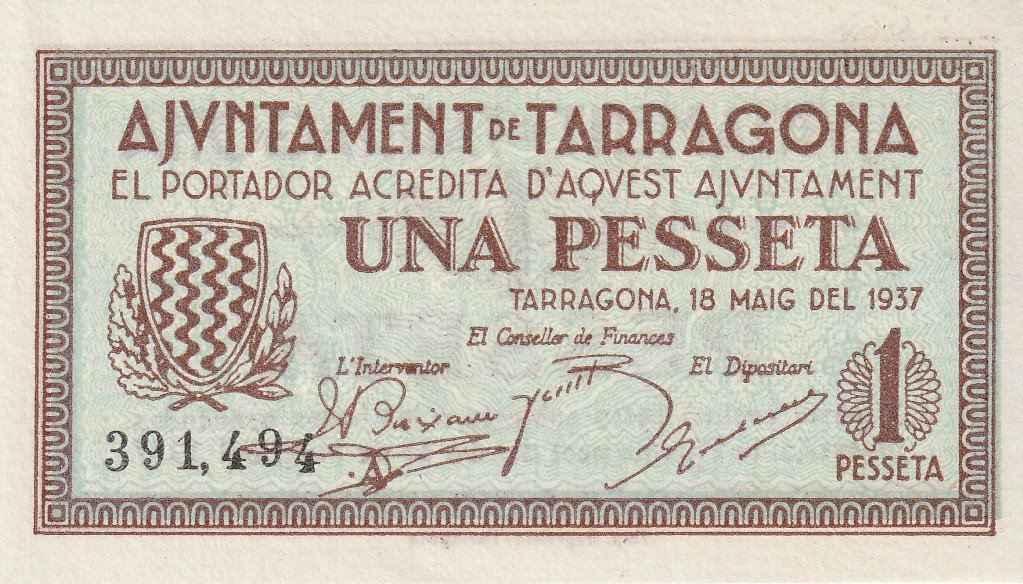 AJVNTAMENT DE TARRAGONA
EL PORTADOR ACREDITA D'AQVEST AJVNTAMENT
UNA PESSETA
TARRAGONA, 18 MAIG DEL 1937
El Conseller de Finances
L'Interventor
El Dipositari
391,494
A
1
PESSETA